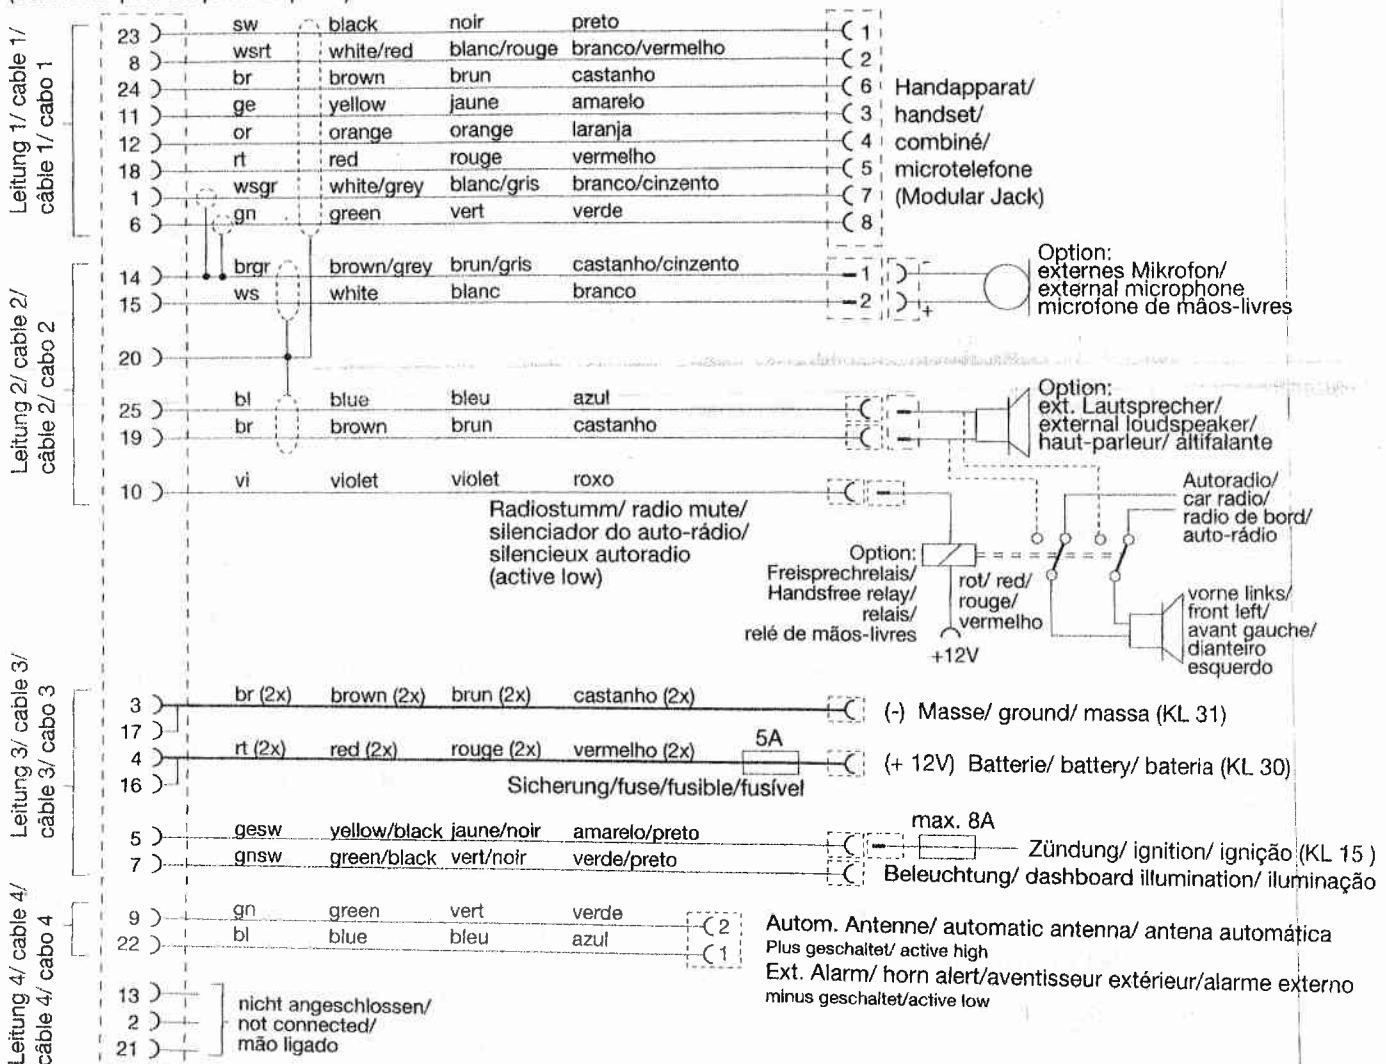 Leitung 1/ cable 1/
câble 1/ cabo 1
23 sw black noir preto 1
8 wsrt white/red blanc/rouge branco/vermelho 2
24 br brown brun castanho 6
11 ge yellow jaune amarelo 3
12 or orange orange laranja 4
18 rt red rouge vermelho 5
1 wsgr white/grey blanc/gris branco/cinzento 7
6 gn green vert verde 8
Handapparat/
handset/
combiné/
microtelefone
(Modular Jack)
Leitung 2/ cable 2/
câble 2/ cabo 2
14 brgr brown/grey brun/gris castanho/cinzento 1 -
15 ws white blanc branco 2 +
Option:
externes Mikrofon/
external microphone
microfone de mâos-livres
20
25 bl blue bleu azul
19 br brown brun castanho
Option:
ext. Lautsprecher/
external loudspeaker/
haut-parleur/ altifalante
10 vi violet violet roxo
Radiostumm/ radio mute/
silenciador do auto-rádio/
silencieux autoradio
(active low)
Autoradio/
car radio/
radio de bord/
auto-rádio
Option:
Freisprechrelais/
Handsfree relay/
relais/
relé de mãos-livres
rot/ red/
rouge/
vermelho
+12V
vorne links/
front left/
avant gauche/
dianteiro
esquerdo
Leitung 3/ cable 3/
câble 3/ cabo 3
3 br (2x) brown (2x) brun (2x) castanho (2x) (-) Masse/ ground/ massa (KL 31)
17
4 rt (2x) red (2x) rouge (2x) vermelho (2x) 5A (+ 12V) Batterie/ battery/ bateria (KL 30)
16
Sicherung/fuse/fusible/fusível
max. 8A
5 gesw yellow/black jaune/noir amarelo/preto Zündung/ ignition/ ignição (KL 15 )
7 gnsw green/black vert/noir verde/preto Beleuchtung/ dashboard illumination/ iluminação
Leitung 4/ cable 4/
câble 4/ cabo 4
9 gn green vert verde 2 Autom. Antenne/ automatic antenna/ antena automática
Plus geschaltet/ active high
22 bl blue bleu azul 1 Ext. Alarm/ horn alert/aventisseur extérieur/alarme externo
minus geschaltet/active low
13
2
21
nicht angeschlossen/
not connected/
mão ligado